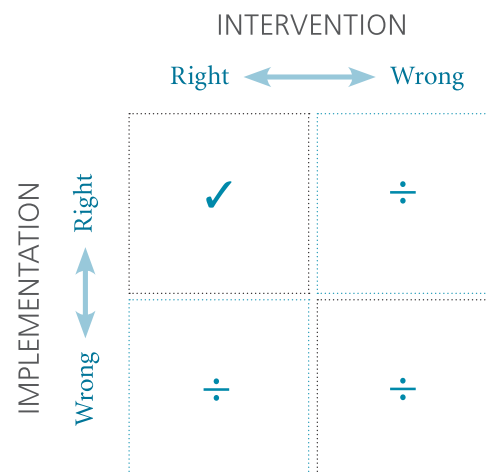 INTERVENTION
Right Wrong
IMPLEMENTATION
Right
Wrong
✓ ÷
÷ ÷